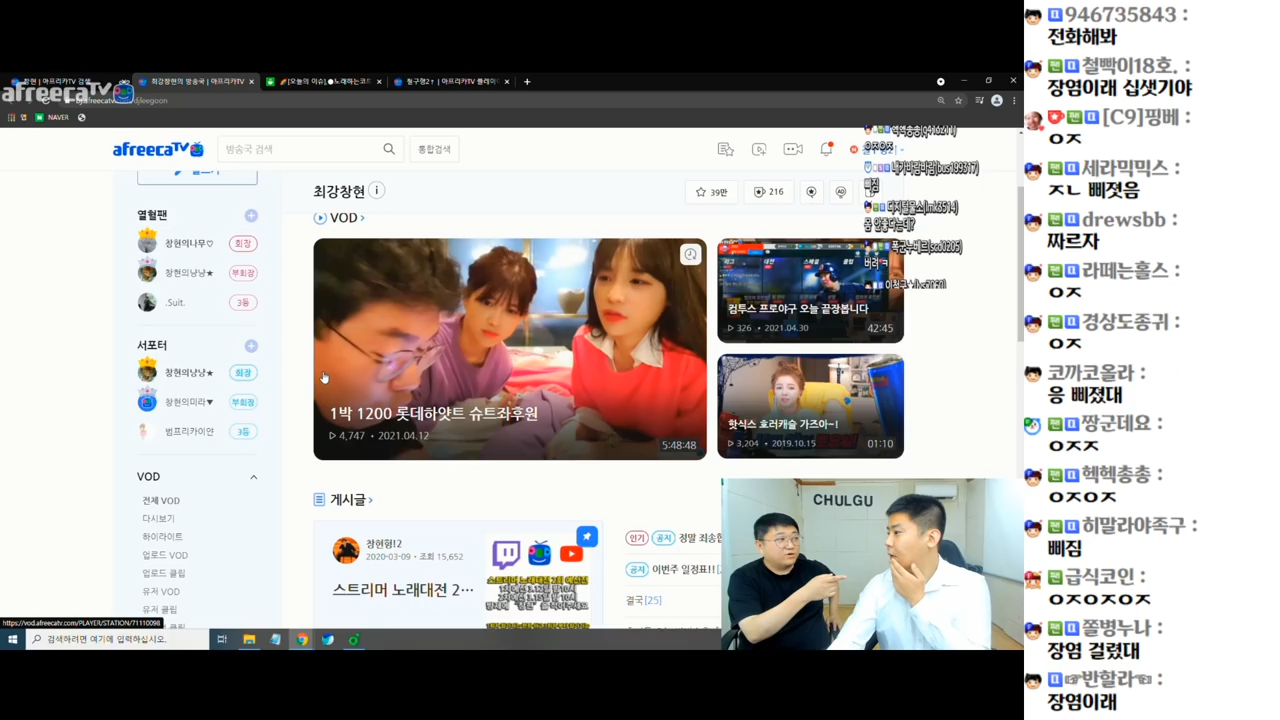 창현 | 아프리카TV 검색
최강창현의 방송국 | 아프리카TV
철구형2↑ | 아프리카TV 플레이어
afreecaTV
NAVER
afreecaTV
방송국 검색
통합검색
최강창현
39만
216
VOD
열혈팬
창현의나무♡
회장
창현의냥냥★
부회장
.Suit.
3등
서포터
창현의냥냥★
회장
창현의미라▼
부회장
범프리카이얀
3등
VOD
전체 VOD
다시보기
하이라이트
업로드 VOD
업로드 클립
유저 VOD
유저 클립
1박 1200 롯데하얏트 슈트좌후원
4,747 • 2021.04.12
5:48:48
컴투스 프로야구 오늘 끝장봅니다
326 • 2021.04.30
42:45
핫식스 호러캐슬 가즈아~!
3,204 • 2019.10.15
01:10
게시글
창현형!2
2020-03-09 • 조회 15,652
스트리머 노래대전 2…
인기 공지 정말 죄송한
공지 이번주 일정표!!
결국[25]
CHULGU
https://vod.afreecatv.com/PLAYER/STATION/71110098
검색하려면 여기에 입력하십시오.
946735843 :
전화해봐
철빡이18호. :
장염이래 십샛기야
[C9]핑베 :
ㅇㅈ
세라믹믹스 :
ㅈㄴ 삐졋음
drewsbb :
짜르자
라떼는홀스 :
ㅇㅈ
경상도종귀 :
ㅇㅈ
코까코올라 :
응 삐졌대
짱군데요 :
ㅇㅈㅈ
헥헥총총 :
ㅇㅈㅇㅈ
히말라야족구 :
삐짐
급식코인 :
ㅇㅈㅇㅈㅇㅈ
쫄병누나 :
장염 걸렸대
☞반할라☜ :
장염이래